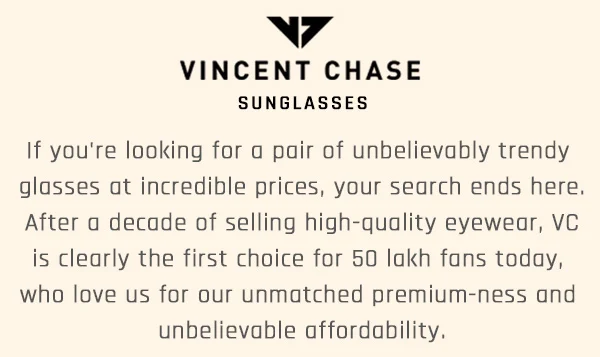 VINCENT CHASE
SUNGLASSES
If you're looking for a pair of unbelievably trendy
glasses at incredible prices, your search ends here.
After a decade of selling high-quality eyewear, VC
is clearly the first choice for 50 lakh fans today,
who love us for our unmatched premium-ness and
unbelievable affordability.